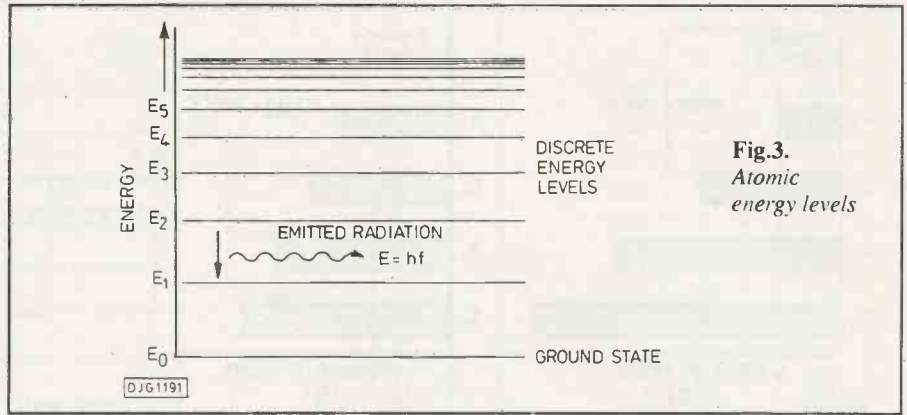 E5
E4
E3
E2
E1
E0
ENERGY
EMITTED RADIATION
E = hf
DISCRETE
ENERGY
LEVELS
GROUND STATE
DJG1191
Fig.3.
Atomic
energy levels